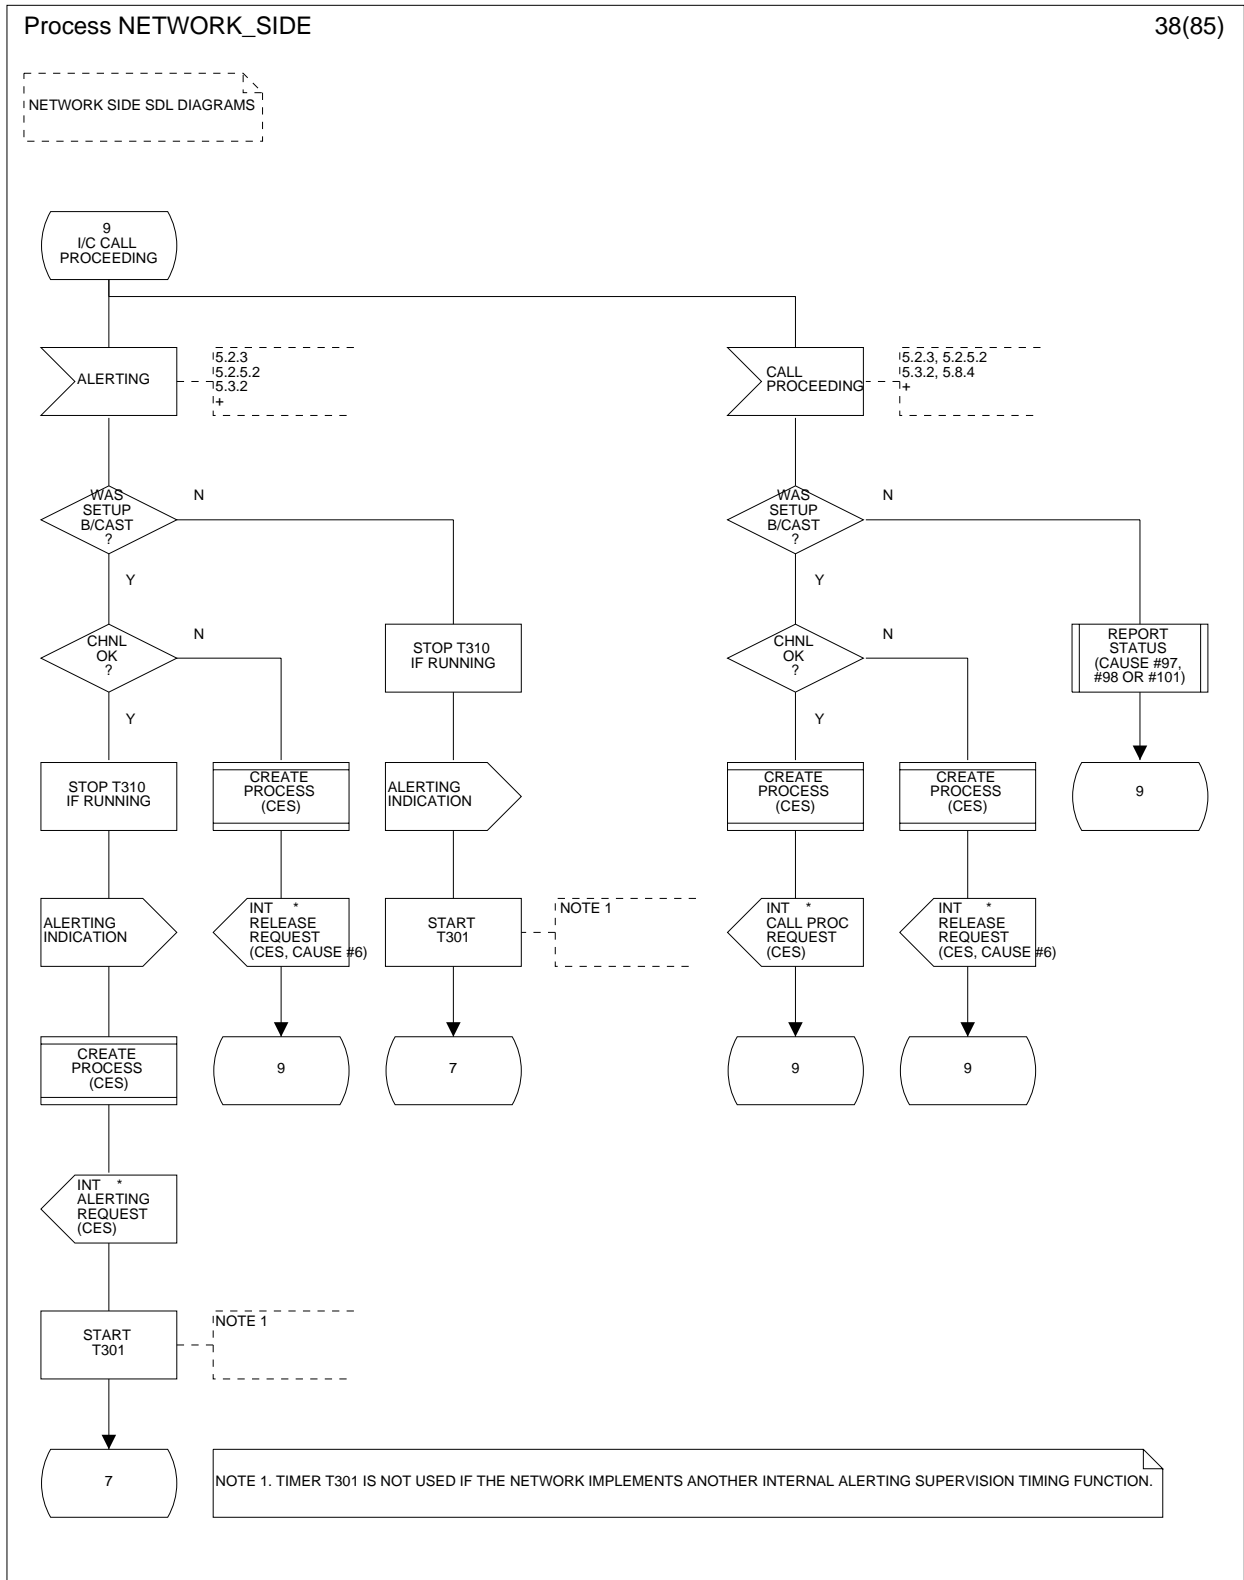 Process NETWORK_SIDE
38(85)
NETWORK SIDE SDL DIAGRAMS
9
I/C CALL
PROCEEDING
ALERTING
5.2.3
5.2.5.2
5.3.2
+
CALL
PROCEEDING
5.2.3, 5.2.5.2
5.3.2, 5.8.4
+
WAS
SETUP
B/CAST
?
N
Y
WAS
SETUP
B/CAST
?
N
Y
CHNL
OK
?
N
Y
STOP T310
IF RUNNING
CHNL
OK
?
N
Y
REPORT
STATUS
(CAUSE #97,
#98 OR #101)
STOP T310
IF RUNNING
CREATE
PROCESS
(CES)
ALERTING
INDICATION
CREATE
PROCESS
(CES)
CREATE
PROCESS
(CES)
9
ALERTING
INDICATION
INT *
RELEASE
REQUEST
(CES, CAUSE #6)
START
T301
NOTE 1
INT *
CALL PROC
REQUEST
(CES)
INT *
RELEASE
REQUEST
(CES, CAUSE #6)
CREATE
PROCESS
(CES)
9
7
9
9
INT *
ALERTING
REQUEST
(CES)
START
T301
NOTE 1
7
NOTE 1. TIMER T301 IS NOT USED IF THE NETWORK IMPLEMENTS ANOTHER INTERNAL ALERTING SUPERVISION TIMING FUNCTION.